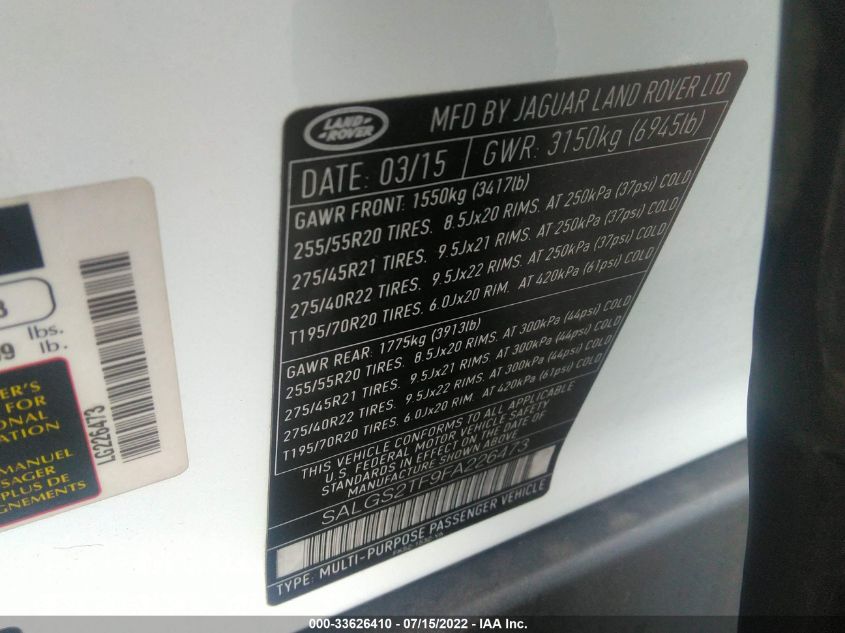 LAND
ROVER
MFD BY JAGUAR LAND ROVER LTD
DATE: 03/15
GWR: 3150kg (6945lb)
GAWR FRONT: 1550kg (3417lb)
255/55R20 TIRES. 8.5Jx20 RIMS. AT 250kPa (37psi) COLD
275/45R21 TIRES. 9.5Jx21 RIMS. AT 250kPa (37psi) COLD
275/40R22 TIRES. 9.5Jx22 RIMS. AT 250kPa (37psi) COLD
T195/70R20 TIRES. 6.0Jx20 RIM. AT 420kPa (61psi) COLD
GAWR REAR: 1775kg (3913lb)
255/55R20 TIRES. 8.5Jx20 RIMS. AT 300kPa (44psi) COLD
275/45R21 TIRES. 9.5Jx21 RIMS. AT 300kPa (44psi) COLD
275/40R22 TIRES. 9.5Jx22 RIMS. AT 300kPa (44psi) COLD
T195/70R20 TIRES. 6.0Jx20 RIM. AT 420kPa (61psi) COLD
THIS VEHICLE CONFORMS TO ALL APPLICABLE
U.S. FEDERAL MOTOR VEHICLE SAFETY
STANDARDS IN EFFECT ON THE DATE OF
MANUFACTURE SHOWN ABOVE.
SALGS2TF9FA226473
TYPE: MULTI-PURPOSE PASSENGER VEHICLE
lbs.
lb.
ER'S
FOR
ONAL
ATION
MANUEL
SAGER
PLUS DE
GNEMENTS
LG226473
000-33626410 - 07/15/2022 - IAA Inc.